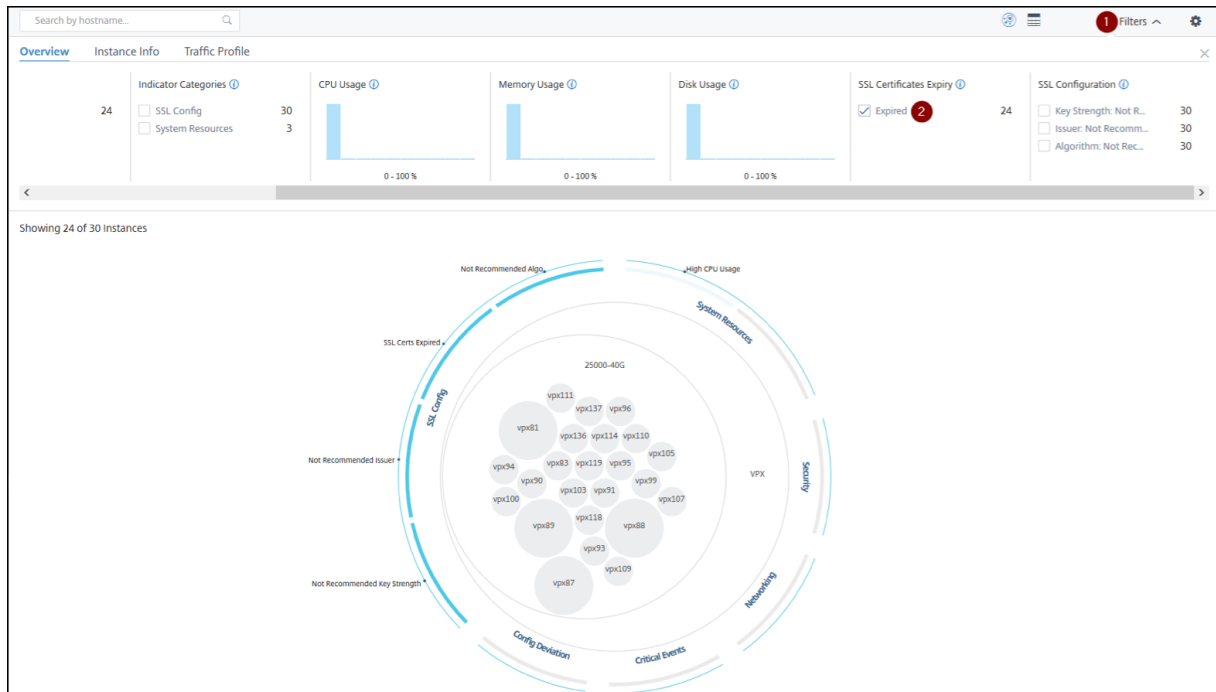 Search by hostname...
1 Filters
Overview Instance Info Traffic Profile
24
Indicator Categories
SSL Config 30
System Resources 3
CPU Usage
0 - 100 %
Memory Usage
0 - 100 %
Disk Usage
0 - 100 %
SSL Certificates Expiry
Expired 2 24
SSL Configuration
Key Strength: Not R... 30
Issuer: Not Recomm... 30
Algorithm: Not Rec... 30
Showing 24 of 30 Instances
Not Recommended Algo
High CPU Usage
System Resources
SSL Certs Expired
25000-40G
SSL Config
vpx111
vpx137 vpx96
vpx81
vpx136 vpx114 vpx110
vpx105
vpx94 vpx83 vpx119 vpx95
Not Recommended Issuer
vpx90 vpx99
VPX
Security
vpx100 vpx103 vpx91 vpx107
vpx118
vpx89 vpx88
vpx93
vpx109
Not Recommended Key Strength
vpx87
Networking
Config Deviation
Critical Events